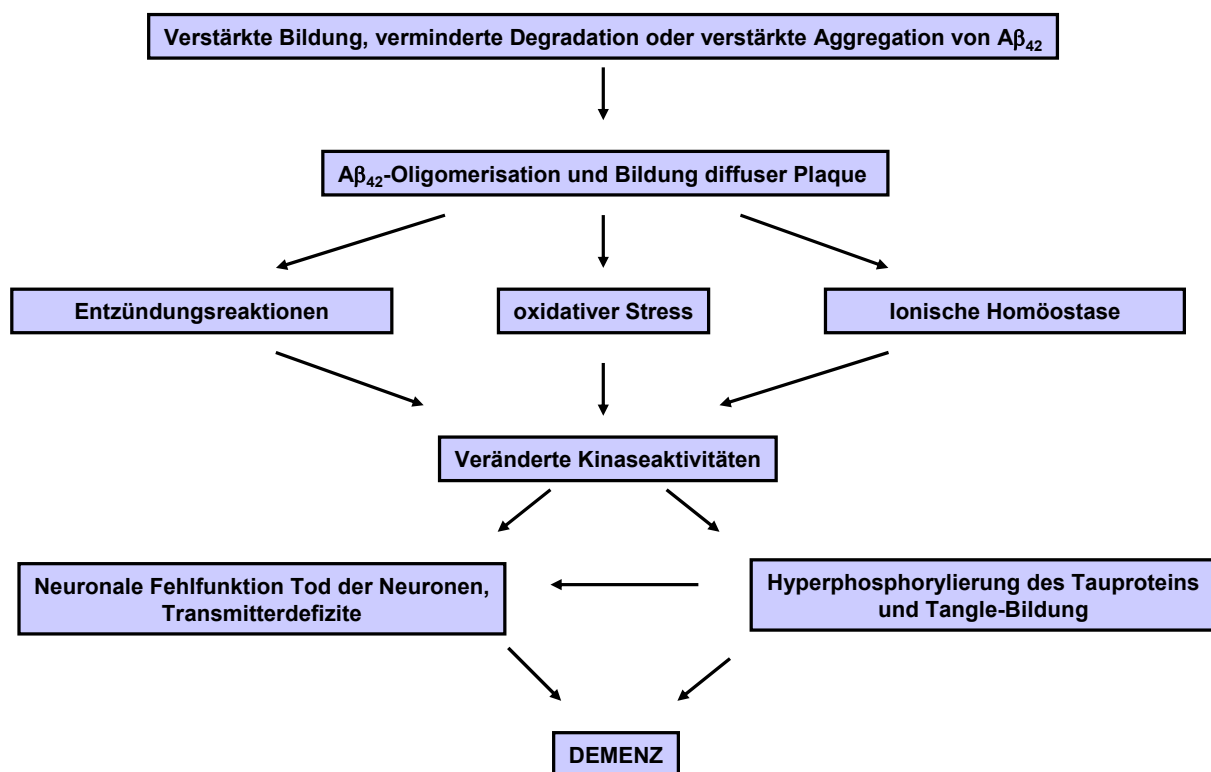 Verstärkte Bildung, verminderte Degradation oder verstärkte Aggregation von Aβ₄₂
Aβ₄₂-Oligomerisation und Bildung diffuser Plaque
Entzündungsreaktionen
oxidativer Stress
Ionische Homöostase
Veränderte Kinaseaktivitäten
Neuronale Fehlfunktion Tod der Neuronen,
Transmitterdefizite
Hyperphosphorylierung des Tauproteins
und Tangle-Bildung
DEMENZ